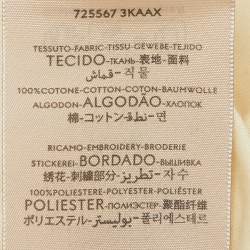 725567 3KAAX
TESSUTO-FABRIC-TISSU-GEWEBE-TEJIDO
TECIDO-ТКАНЬ-表地-面料
قماش-직물
100%COTONE-COTTON-COTON-BAUMWOLLE
ALGODON-ALGODÃO-ХЛОПОК
棉-コットン-قطن-면
RICAMO-EMBROIDERY-BRODERIE
STICKEREI-BORDADO-ВЫШИВКА
绣花-刺繍部分-تطريز-자수
100%POLIESTERE-POLYESTER-POLIÉSTER
POLIESTER-ПОЛИЭСТЕР-聚酯纤维
ポリエステル-بوليستر-폴리에스테르